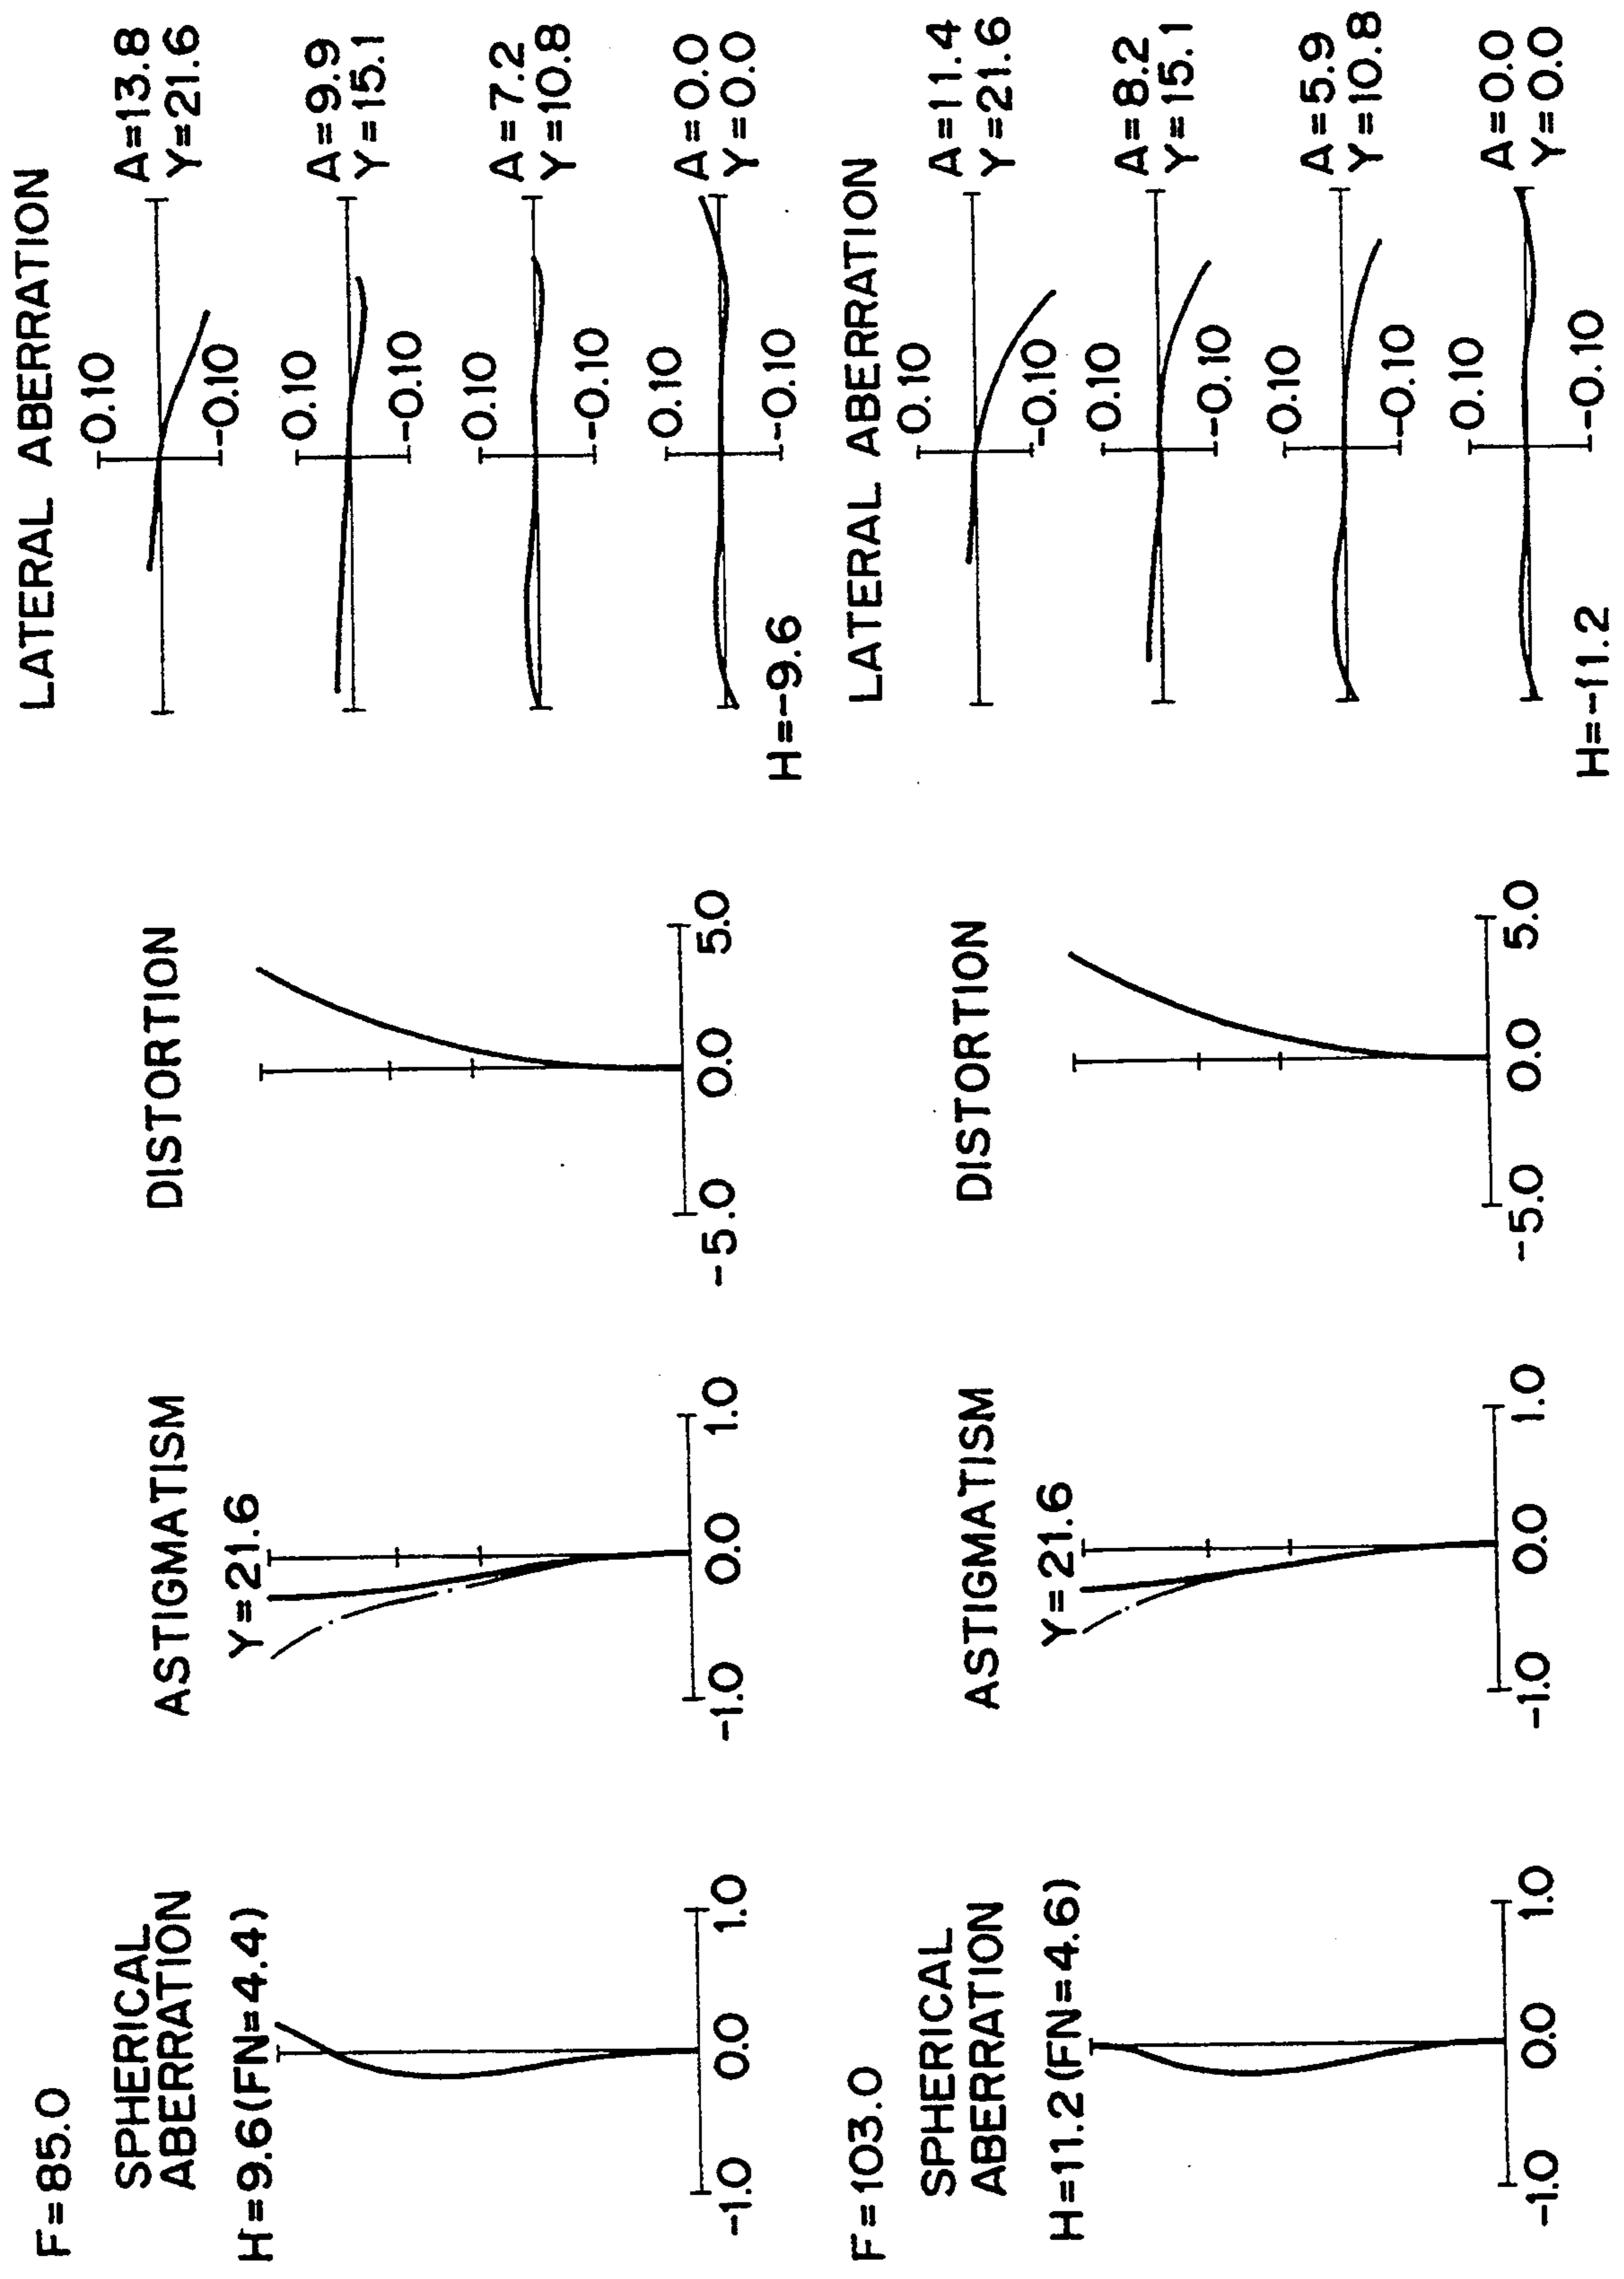 F=85.0
SPHERICAL
ABERRATION
H=9.6(FN=4.4)
-1.0
0.0
1.0
ASTIGMATISM
Y=21.6
-1.0
0.0
1.0
DISTORTION
-5.0
0.0
5.0
LATERAL ABERRATION
0.10
-0.10
A=13.8
Y=21.6
0.10
-0.10
A=9.9
Y=15.1
0.10
-0.10
A=7.2
Y=10.8
0.10
-0.10
A=0.0
Y=0.0
H=-9.6
F=103.0
SPHERICAL
ABERRATION
H=11.2(FN=4.6)
-1.0
0.0
1.0
ASTIGMATISM
Y=21.6
-1.0
0.0
1.0
DISTORTION
-5.0
0.0
5.0
LATERAL ABERRATION
0.10
-0.10
A=11.4
Y=21.6
0.10
-0.10
A=8.2
Y=15.1
0.10
-0.10
A=5.9
Y=10.8
0.10
-0.10
A=0.0
Y=0.0
H=-11.2